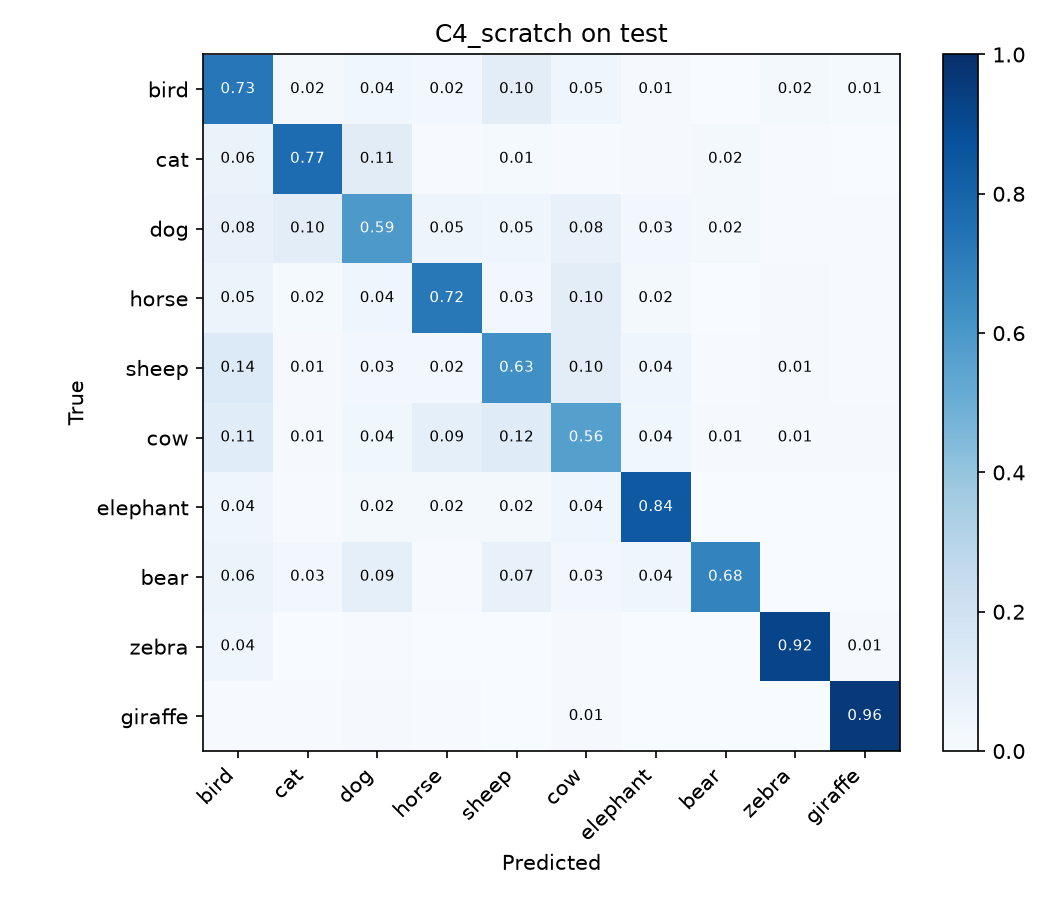 C4_scratch on test
bird 0.73 0.02 0.04 0.02 0.10 0.05 0.01 0.02 0.01
cat 0.06 0.77 0.11 0.01 0.02
dog 0.08 0.10 0.59 0.05 0.05 0.08 0.03 0.02
horse 0.05 0.02 0.04 0.72 0.03 0.10 0.02
sheep 0.14 0.01 0.03 0.02 0.63 0.10 0.04 0.01
cow 0.11 0.01 0.04 0.09 0.12 0.56 0.04 0.01 0.01
elephant 0.04 0.02 0.02 0.02 0.04 0.84
bear 0.06 0.03 0.09 0.07 0.03 0.04 0.68
zebra 0.04 0.92 0.01
giraffe 0.01 0.96
True
bird cat dog horse sheep cow elephant bear zebra giraffe
Predicted
1.0
0.8
0.6
0.4
0.2
0.0